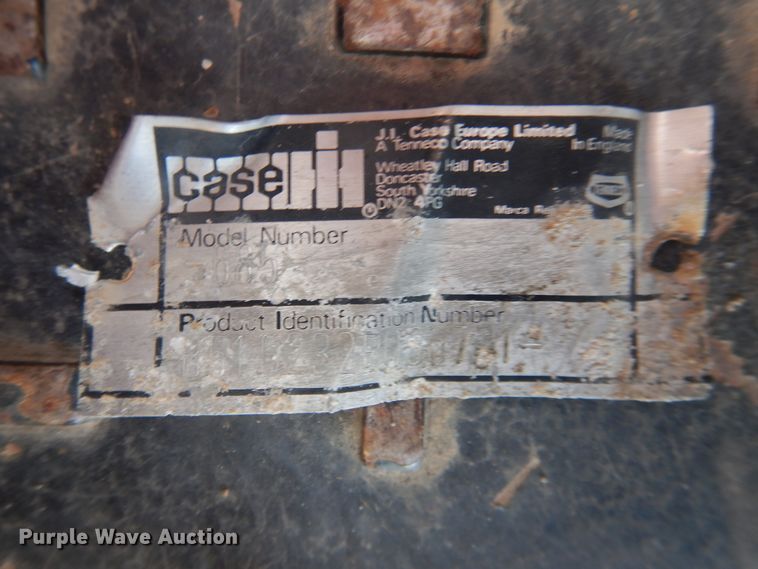 J.I. Case Europe Limited
A Tenneco Company
Made
In England
case
Wheatley Hall Road
Doncaster
South Yorkshire
DN2 4PG
Marca
Model Number
Product Identification Number
Purple Wave Auction